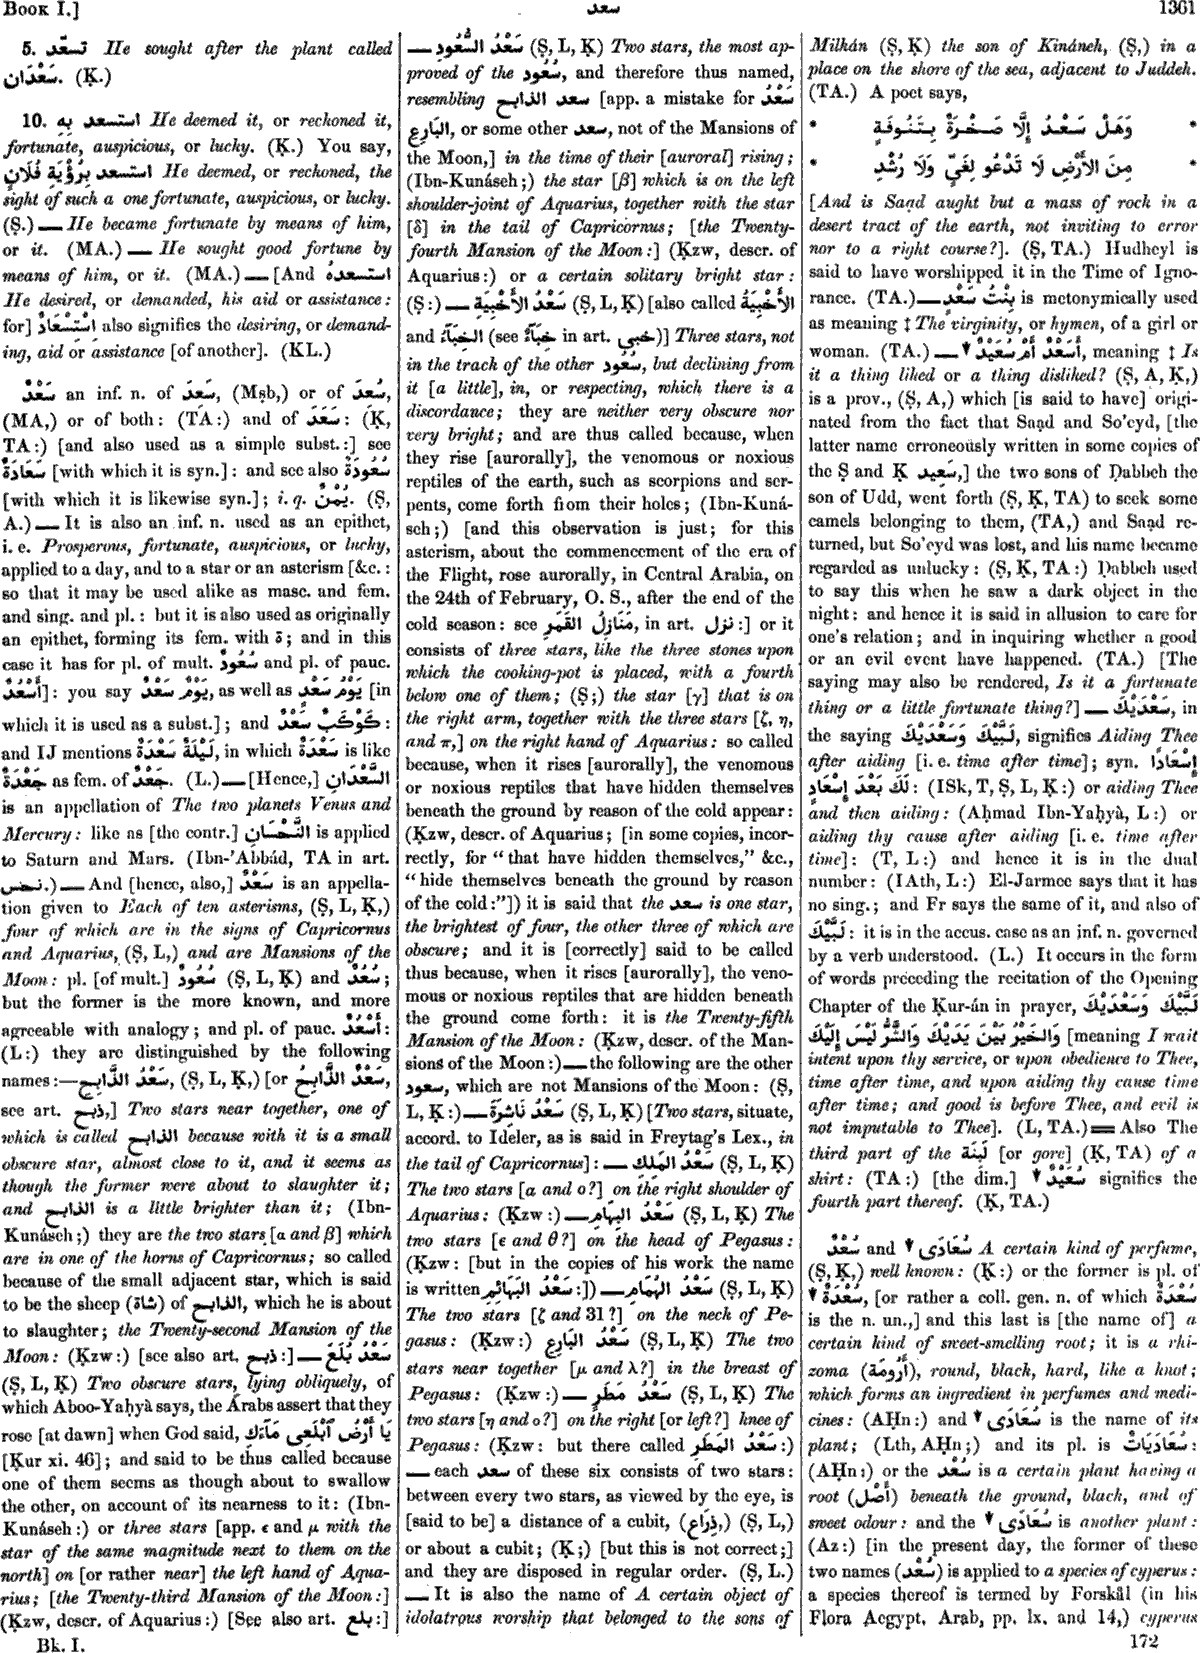 BOOK I.]
سعد
1361
5. تسعّد He sought after the plant called
سَعْدَان. (Ḳ.)
10. استسعد بِهِ He deemed it, or reckoned it,
fortunate, auspicious, or lucky. (Ḳ.) You say,
استسعد بِرُؤْيَةِ فُلَانٍ He deemed, or reckoned, the
sight of such a one fortunate, auspicious, or lucky.
(Ṣ.) — He became fortunate by means of him,
or it. (MA.) — He sought good fortune by
means of him, or it. (MA.) — [And استسعدهُ
He desired, or demanded, his aid or assistance :
for] اسْتِسْعَادٌ also signifies the desiring, or demand-
ing, aid or assistance [of another]. (KL.)
سَعْدٌ an inf. n. of سَعَدَ, (Mṣb,) or of سَعِدَ,
(MA,) or of both : (TA :) and of سَعَدَ : (Ḳ,
TA :) [and also used as a simple subst. :] see
سَعَادَةٌ [with which it is syn.] : and see also سُعُودَةٌ
[with which it is likewise syn.] ; i. q. يُمْنٌ. (Ṣ,
A.) — It is also an inf. n. used as an epithet,
i. e. Prosperous, fortunate, auspicious, or lucky,
applied to a day, and to a star or an asterism [&c. :
so that it may be used alike as masc. and fem.
and sing. and pl. : but it is also used as originally
an epithet, forming its fem. with ة ; and in this
case it has for pl. of mult. سُعُودٌ and pl. of pauc.
أَسْعُدٌ] : you say يَوْمٌ سَعْدٌ, as well as يَوْمُ سَعْدٍ [in
which it is used as a subst.] ; and كَوْكَبٌ سَعْدٌ :
and IJ mentions لَيْلَةٌ سَعْدَةٌ, in which سَعْدَةٌ is like
جَعْدَةٌ as fem. of جَعْدٌ. (L.) — [Hence,] السَّعْدَانِ
is an appellation of The two planets Venus and
Mercury : like as [the contr.] النَّحْسَانِ is applied
to Saturn and Mars. (Ibn-'Abbád, TA in art.
نحس.) — And [hence, also,] سَعْدٌ is an appella-
tion given to Each of ten asterisms, (Ṣ, L, Ḳ,)
four of which are in the signs of Capricornus
and Aquarius, (Ṣ, L,) and are Mansions of the
Moon : pl. [of mult.] سُعُودٌ (Ṣ, L, Ḳ) and سُعُدٌ ;
but the former is the more known, and more
agreeable with analogy ; and pl. of pauc. أَسْعُدٌ :
(L :) they are distinguished by the following
names :— سَعْدُ الذَّابِحِ, (Ṣ, L, Ḳ,) [or سَعْدٌ الذَّابِحُ,
see art. ذبح,] Two stars near together, one of
which is called الذابح because with it is a small
obscure star, almost close to it, and it seems as
though the former were about to slaughter it ;
and الذابح is a little brighter than it ; (Ibn-
Kunáseh ;) they are the two stars [α and β] which
are in one of the horns of Capricornus ; so called
because of the small adjacent star, which is said
to be the sheep (شاة) of الذابح, which he is about
to slaughter ; the Twenty-second Mansion of the
Moon : (Ḳzw :) [see also art. ذبح :] — سَعْدُ بُلَعَ
(Ṣ, L, Ḳ) Two obscure stars, lying obliquely, of
which Aboo-Yaḥyà says, the Arabs assert that they
rose [at dawn] when God said, يَا أَرْضُ ٱبْلَعِى مَآءَكِ
[Ḳur xi. 46] ; and said to be thus called because
one of them seems as though about to swallow
the other, on account of its nearness to it : (Ibn-
Kunáseh :) or three stars [app. ε and μ with the
star of the same magnitude next to them on the
north] on [or rather near] the left hand of Aqua-
rius ; [the Twenty-third Mansion of the Moon :]
(Ḳzw, descr. of Aquarius :) [See also art. بلع :]
Bk. I.
— سَعْدُ السُّعُودِ (Ṣ, L, Ḳ) Two stars, the most ap-
proved of the سُعُود, and therefore thus named,
resembling سعد الذابح [app. a mistake for سَعْدُ
البَارِعِ, or some other سعد, not of the Mansions of
the Moon,] in the time of their [auroral] rising ;
(Ibn-Kunáseh ;) the star [β] which is on the left
shoulder-joint of Aquarius, together with the star
[δ] in the tail of Capricornus ; [the Twenty-
fourth Mansion of the Moon :] (Ḳzw, descr. of
Aquarius :) or a certain solitary bright star :
(Ṣ :) — سَعْدُ الأَخْبِيَةِ (Ṣ, L, Ḳ) [also called الأَخْبِيَةُ
and الخِبَآءُ (see خِبَآءٌ in art. خبى)] Three stars, not
in the track of the other سُعُود, but declining from
it [a little], in, or respecting, which there is a
discordance ; they are neither very obscure nor
very bright ; and are thus called because, when
they rise [aurorally], the venomous or noxious
reptiles of the earth, such as scorpions and ser-
pents, come forth from their holes ; (Ibn-Kuná-
seh ;) [and this observation is just ; for this
asterism, about the commencement of the era of
the Flight, rose aurorally, in Central Arabia, on
the 24th of February, O. S., after the end of the
cold season : see مَنَازِلُ القَمَرِ, in art. نزل :] or it
consists of three stars, like the three stones upon
which the cooking-pot is placed, with a fourth
below one of them ; (Ṣ ;) the star [γ] that is on
the right arm, together with the three stars [ζ, η,
and π,] on the right hand of Aquarius : so called
because, when it rises [aurorally], the venomous
or noxious reptiles that have hidden themselves
beneath the ground by reason of the cold appear :
(Ḳzw, descr. of Aquarius ; [in some copies, incor-
rectly, for "that have hidden themselves," &c.,
"hide themselves beneath the ground by reason
of the cold :"]) it is said that the سعد is one star,
the brightest of four, the other three of which are
obscure ; and it is [correctly] said to be called
thus because, when it rises [aurorally], the veno-
mous or noxious reptiles that are hidden beneath
the ground come forth : it is the Twenty-fifth
Mansion of the Moon : (Ḳzw, descr. of the Man-
sions of the Moon :) — the following are the other
سعود, which are not Mansions of the Moon : (Ṣ,
L, Ḳ :) — سَعْدُ نَاشِرَةَ (Ṣ, L, Ḳ) [Two stars, situate,
accord. to Ideler, as is said in Freytag's Lex., in
the tail of Capricornus] : — سَعْدُ المَلِكِ (Ṣ, L, Ḳ)
The two stars [α and ο?] on the right shoulder of
Aquarius : (Ḳzw :) — سَعْدُ البِهَامِ (Ṣ, L, Ḳ) The
two stars [ε and θ?] on the head of Pegasus :
(Ḳzw : [but in the copies of his work the name
is written سَعْدُ البَهَائِمِ :]) — سَعْدُ الهُمَامِ (Ṣ, L, Ḳ)
The two stars [ζ and 31?] on the neck of Pe-
gasus : (Ḳzw :) سَعْدُ البَارِعِ (Ṣ, L, Ḳ) The two
stars near together [μ and λ?] in the breast of
Pegasus : (Ḳzw :) — سَعْدُ مَطَرٍ (Ṣ, L, Ḳ) The
two stars [η and ο?] on the right [or left?] knee of
Pegasus : (Ḳzw : but there called سَعْدُ المَطَرِ :)
— each سعد of these six consists of two stars :
between every two stars, as viewed by the eye, is
[said to be] a distance of a cubit, (ذِرَاع,) (Ṣ, L,)
or about a cubit ; (Ḳ ;) [but this is not correct ;]
and they are disposed in regular order. (Ṣ, L.)
— It is also the name of A certain object of
idolatrous worship that belonged to the sons of
Milkán (Ṣ, Ḳ) the son of Kináneh, (Ṣ,) in a
place on the shore of the sea, adjacent to Juddeh.
(TA.) A poet says,
* وَهَلْ سَعْدُ إِلَّا صَخْرَةٌ بِتَنُوفَةٍ *
* مِنَ الأَرْضِ لَا تَدْعُو لِغَيٍّ وَلَا رُشْدِ *
[And is Saạd aught but a mass of rock in a
desert tract of the earth, not inviting to error
nor to a right course?]. (Ṣ, TA.) Hudheyl is
said to have worshipped it in the Time of Igno-
rance. (TA.) — بِنْتُ سَعْدٍ is metonymically used
as meaning ‡ The virginity, or hymen, of a girl or
woman. (TA.) — أَسَعْدٌ أَمْ سُعَيْدٌ ▼, meaning ‡ Is
it a thing liked or a thing disliked? (Ṣ, A, Ḳ,)
is a prov., (Ṣ, A,) which [is said to have] origi-
nated from the fact that Saạd and So'eyd, [the
latter name erroneously written in some copies of
the Ṣ and Ḳ سَعِيد,] the two sons of Ḍabbeh the
son of Udd, went forth (Ṣ, Ḳ, TA) to seek some
camels belonging to them, (TA,) and Saạd re-
turned, but So'eyd was lost, and his name became
regarded as unlucky : (Ṣ, Ḳ, TA :) Ḍabbeh used
to say this when he saw a dark object in the
night : and hence it is said in allusion to care for
one's relation ; and in inquiring whether a good
or an evil event have happened. (TA.) [The
saying may also be rendered, Is it a fortunate
thing or a little fortunate thing?] — سَعْدَيْكَ, in
the saying لَبَّيْكَ وَسَعْدَيْكَ, signifies Aiding Thee
after aiding [i. e. time after time] ; syn. إِسْعَادًا
لَكَ بَعْدَ إِسْعَادٍ : (ISk, T, Ṣ, L, Ḳ :) or aiding Thee
and then aiding : (Aḥmad Ibn-Yaḥyà, L :) or
aiding thy cause after aiding [i. e. time after
time] : (T, L :) and hence it is in the dual
number : (IAth, L :) El-Jarmee says that it has
no sing. ; and Fr says the same of it, and also of
لَبَّيْكَ : it is in the accus. case as an inf. n. governed
by a verb understood. (L.) It occurs in the form
of words preceding the recitation of the Opening
Chapter of the Ḳur-án in prayer, لَبَّيْكَ وَسَعْدَيْكَ
وَالخَيْرُ بَيْنَ يَدَيْكَ وَالشَّرُّ لَيْسَ إِلَيْكَ [meaning I wait
intent upon thy service, or upon obedience to Thee,
time after time, and upon aiding thy cause time
after time ; and good is before Thee, and evil is
not imputable to Thee]. (L, TA.) = Also The
third part of the لَبِنَة [or gore] (Ḳ, TA) of a
shirt : (TA :) [the dim.] ▼ سُعَيْدٌ signifies the
fourth part thereof. (Ḳ, TA.)
سُعْدٌ and ▼ سُعَادَى A certain kind of perfume,
(Ṣ, Ḳ,) well known : (Ḳ :) or the former is pl. of
▼ سُعْدَةٌ, [or rather a coll. gen. n. of which سُعْدَةٌ
is the n. un.,] and this last is [the name of] a
certain kind of sweet-smelling root ; it is a rhi-
zoma (أَرُومَة), round, black, hard, like a knot ;
which forms an ingredient in perfumes and medi-
cines : (AḤn :) and ▼ سُعَادَى is the name of its
plant ; (Lth, AḤn ;) and its pl. is سُعَادَيَاتٌ :
(AḤn :) or the سُعْد is a certain plant having a
root (أَصْل) beneath the ground, black, and of
sweet odour : and the ▼ سُعَادَى is another plant :
(Az :) [in the present day, the former of these
two names (سُعْد) is applied to a species of cyperus :
a species thereof is termed by Forskål (in his
Flora Aegypt. Arab, pp. lx. and 14,) cyperus
172